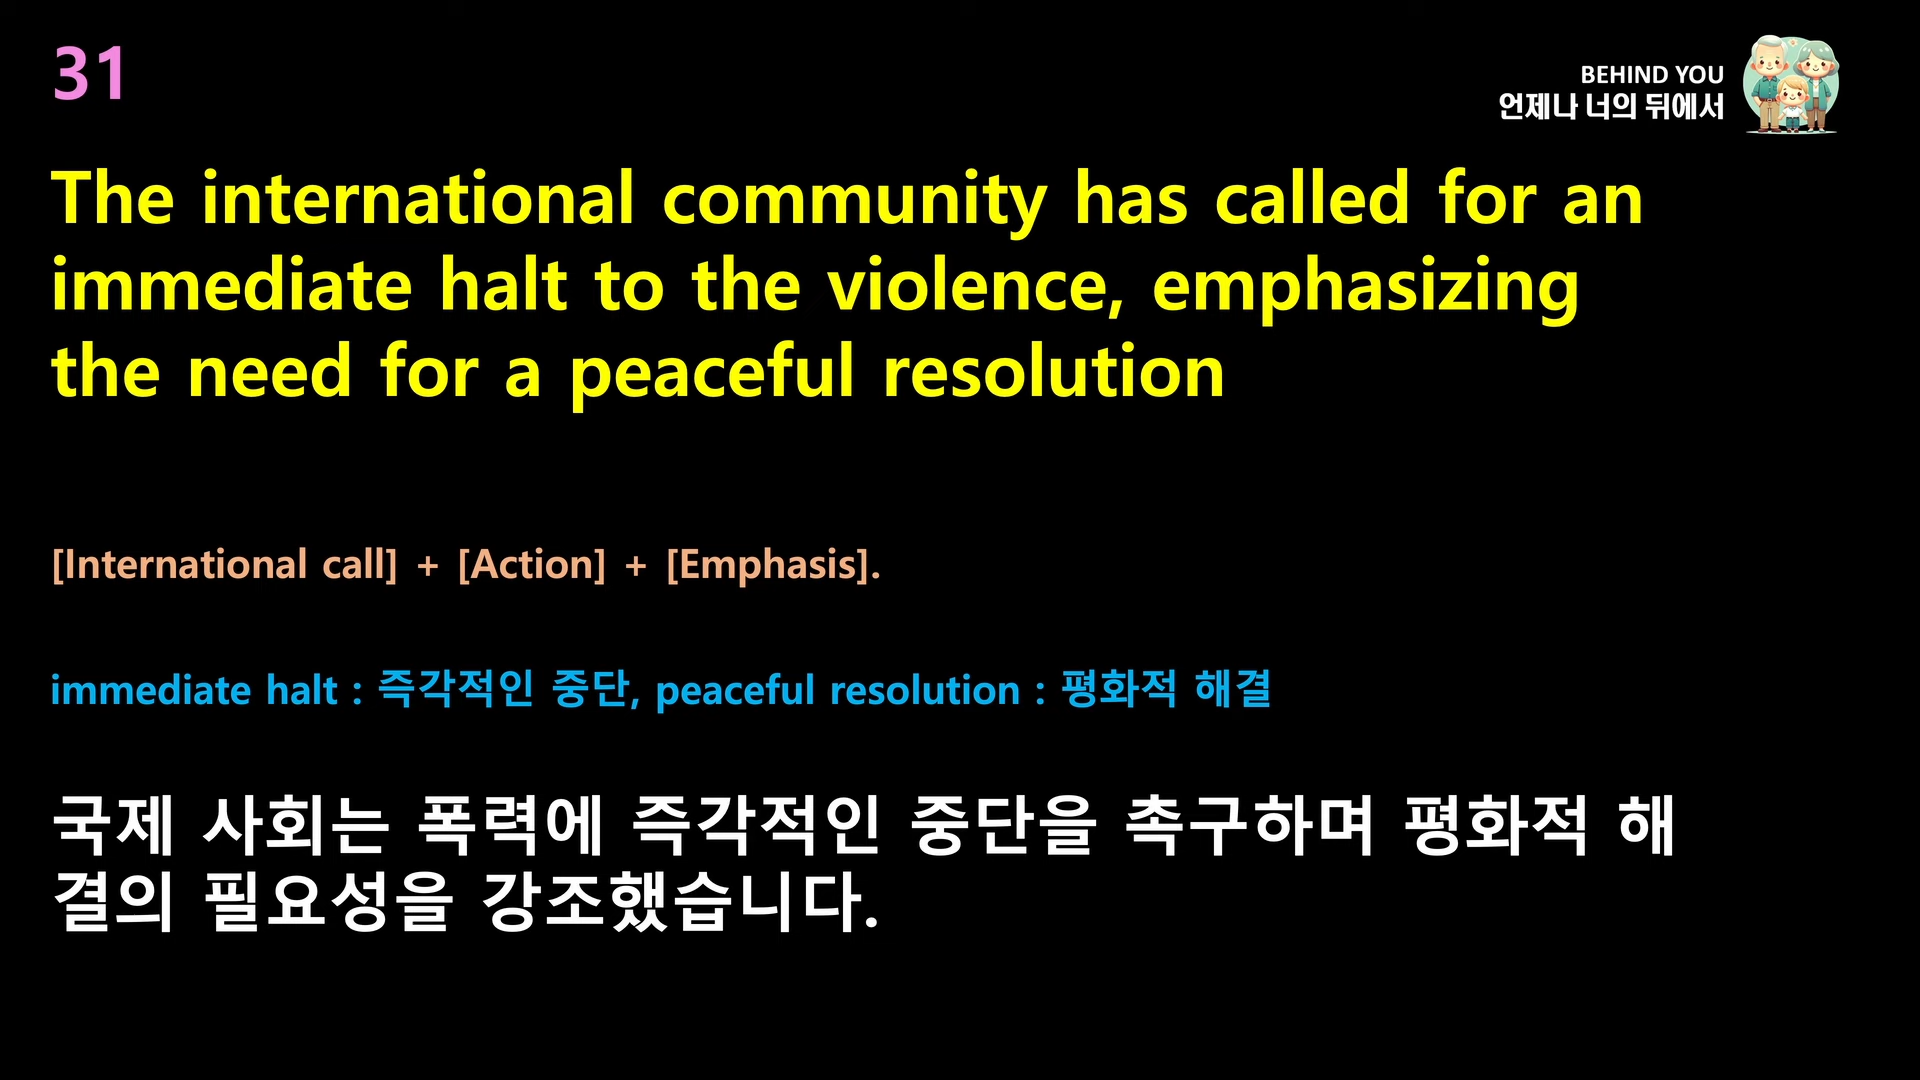 31
BEHIND YOU
언제나 너의 뒤에서
The international community has called for an
immediate halt to the violence, emphasizing
the need for a peaceful resolution
[International call] + [Action] + [Emphasis].
immediate halt : 즉각적인 중단, peaceful resolution : 평화적 해결
국제 사회는 폭력에 즉각적인 중단을 촉구하며 평화적 해
결의 필요성을 강조했습니다.